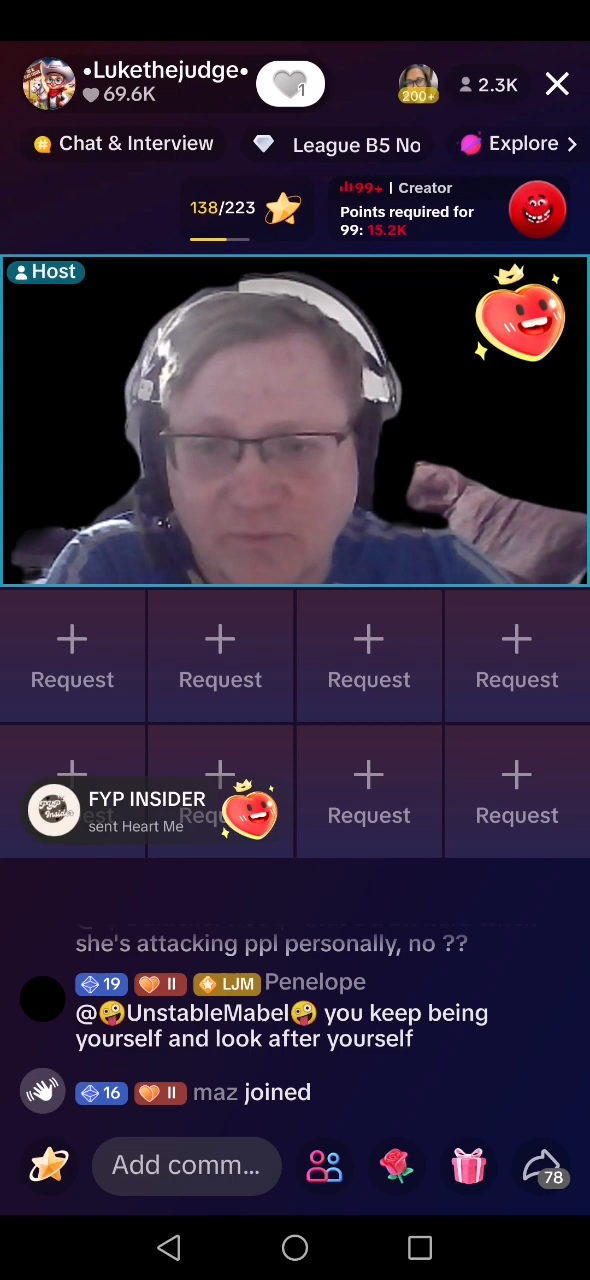 •Lukethejudge•
69.6K
1
200+
2.3K
Chat & Interview
League B5 No
Explore
138/223
99+ | Creator
Points required for
99: 15.2K
Host
Request
Request
Request
Request
Request
Request
Request
FYP INSIDER
sent Heart Me
she's attacking ppl personally, no ??
19 II LJM Penelope
@🤪UnstableMabel🤪 you keep being
yourself and look after yourself
16 II maz joined
Add comm...
78